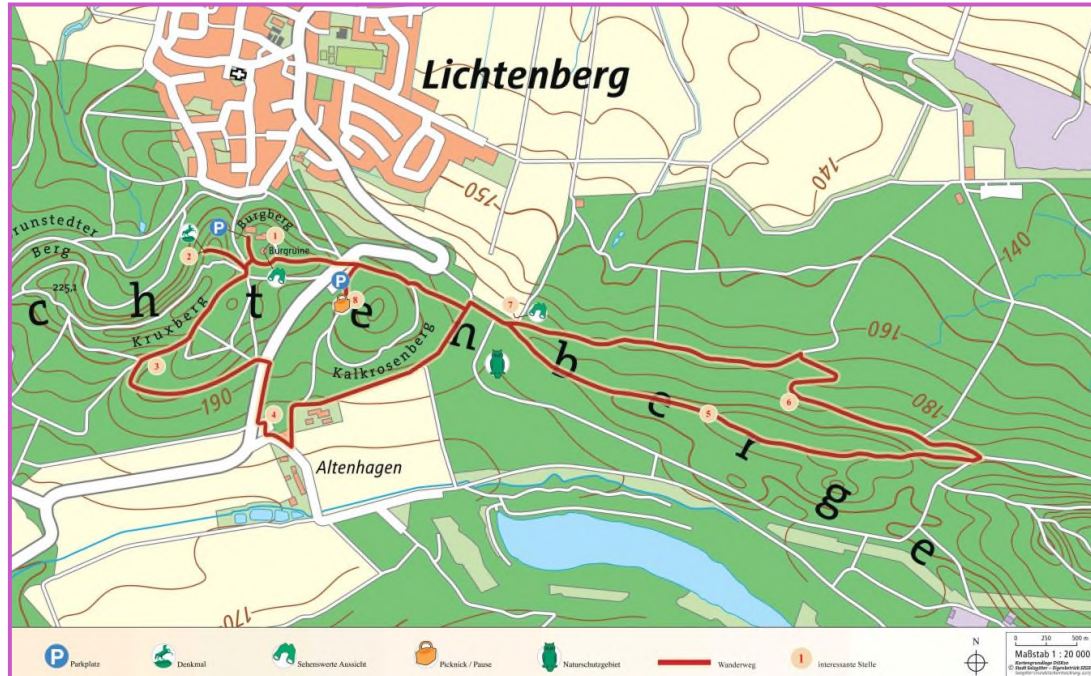 Lichtenberg
150
140
140
160
180
190
170
runstedter
Berg
225,1
Burgberg
Burgruine
Kruxberg
Kalkrosenberg
Altenhagen
c h t e n b e r g e
P
P
1
2
3
4
5
6
7
8
P Parkplatz
Denkmal
Sehenswerte Aussicht
Picknick / Pause
Naturschutzgebiet
Wanderweg
1 interessante Stelle
N
0 250 500 m
Maßstab 1 : 20 000